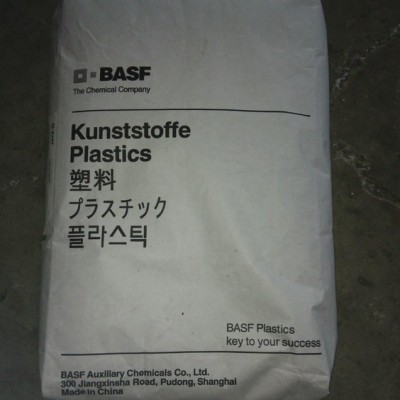 BASF
The Chemical Company
Kunststoffe
Plastics
塑料
プラスチック
플라스틱
BASF Plastics
key to your success
BASF Auxiliary Chemicals Co., Ltd.
300 Jiangxinsha Road, Pudong, Shanghai
Made in China